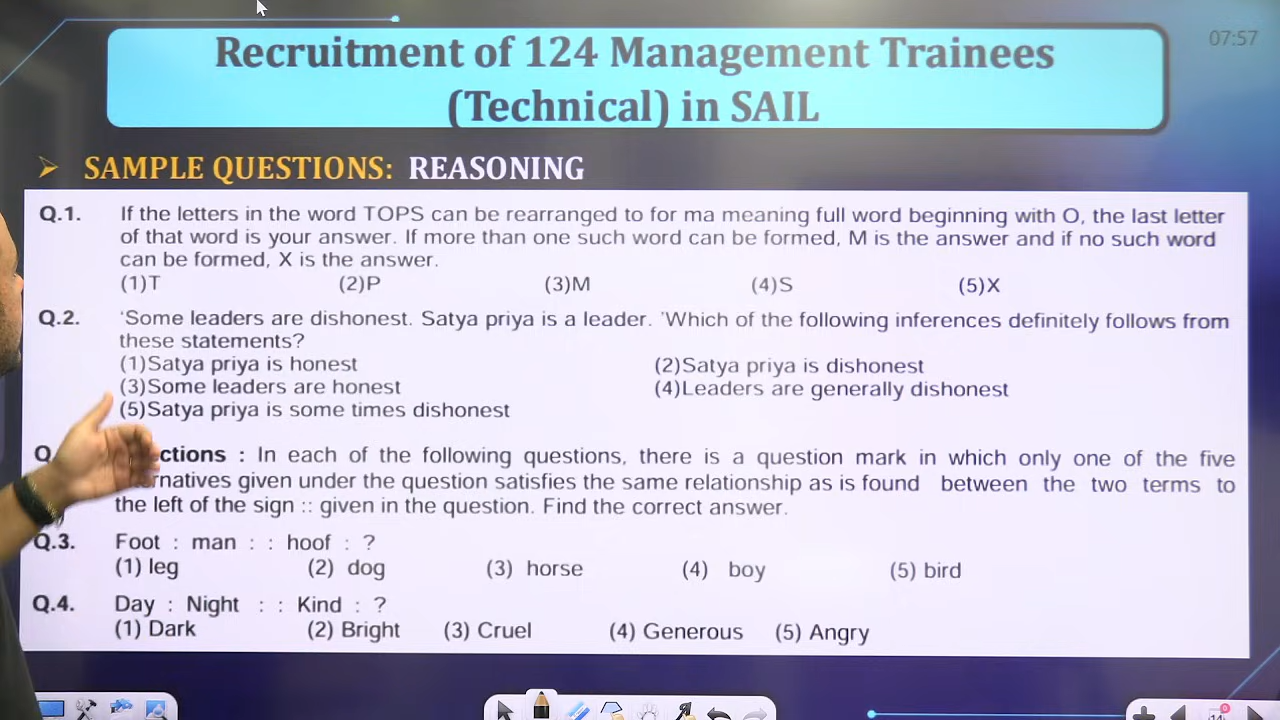 07:57
Recruitment of 124 Management Trainees
(Technical) in SAIL
SAMPLE QUESTIONS: REASONING
Q.1. If the letters in the word TOPS can be rearranged to for ma meaning full word beginning with O, the last letter
of that word is your answer. If more than one such word can be formed, M is the answer and if no such word
can be formed, X is the answer.
(1)T (2)P (3)M (4)S (5)X
Q.2. ‘Some leaders are dishonest. Satya priya is a leader. ’Which of the following inferences definitely follows from
these statements?
(1)Satya priya is honest (2)Satya priya is dishonest
(3)Some leaders are honest (4)Leaders are generally dishonest
(5)Satya priya is some times dishonest
: In each of the following questions, there is a question mark in which only one of the five
given under the question satisfies the same relationship as is found between the two terms to
the left of the sign :: given in the question. Find the correct answer.
Q.3. Foot : man : : hoof : ?
(1) leg (2) dog (3) horse (4) boy (5) bird
Q.4. Day : Night : : Kind : ?
(1) Dark (2) Bright (3) Cruel (4) Generous (5) Angry